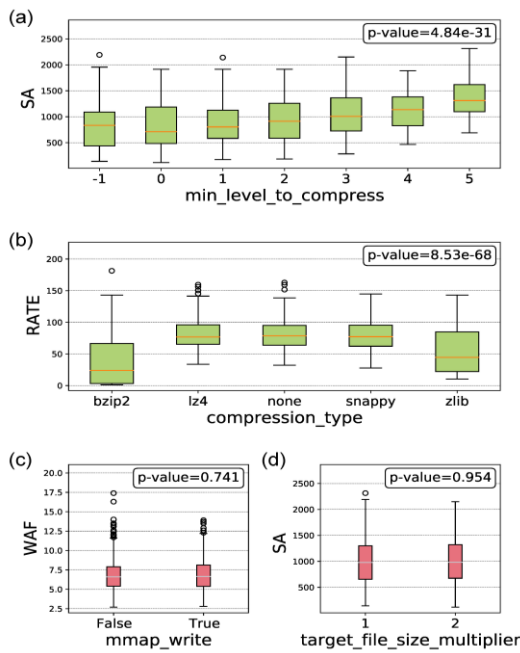 (a)
p-value=4.84e-31
2500
2000
1500
1000
500
SA
-1 0 1 2 3 4 5
min_level_to_compress
(b)
p-value=8.53e-68
200
150
100
50
0
RATE
bzip2 lz4 none snappy zlib
compression_type
(c)
p-value=0.741
20.0
17.5
15.0
12.5
10.0
7.5
5.0
2.5
WAF
False True
mmap_write
(d)
p-value=0.954
2500
2000
1500
1000
500
SA
1 2
target_file_size_multiplier